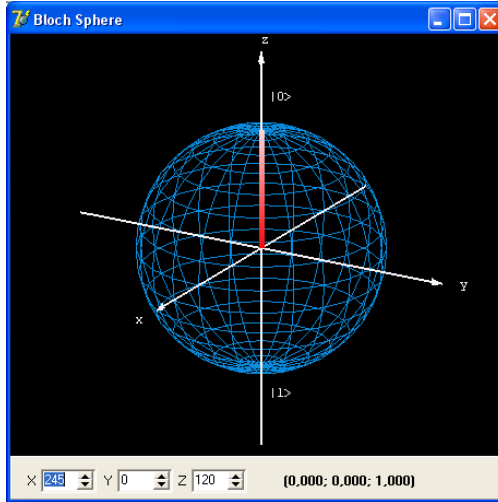 Bloch Sphere
z
|0>
Y
x
|1>
X 245 Y 0 Z 120 (0,000; 0,000; 1,000)